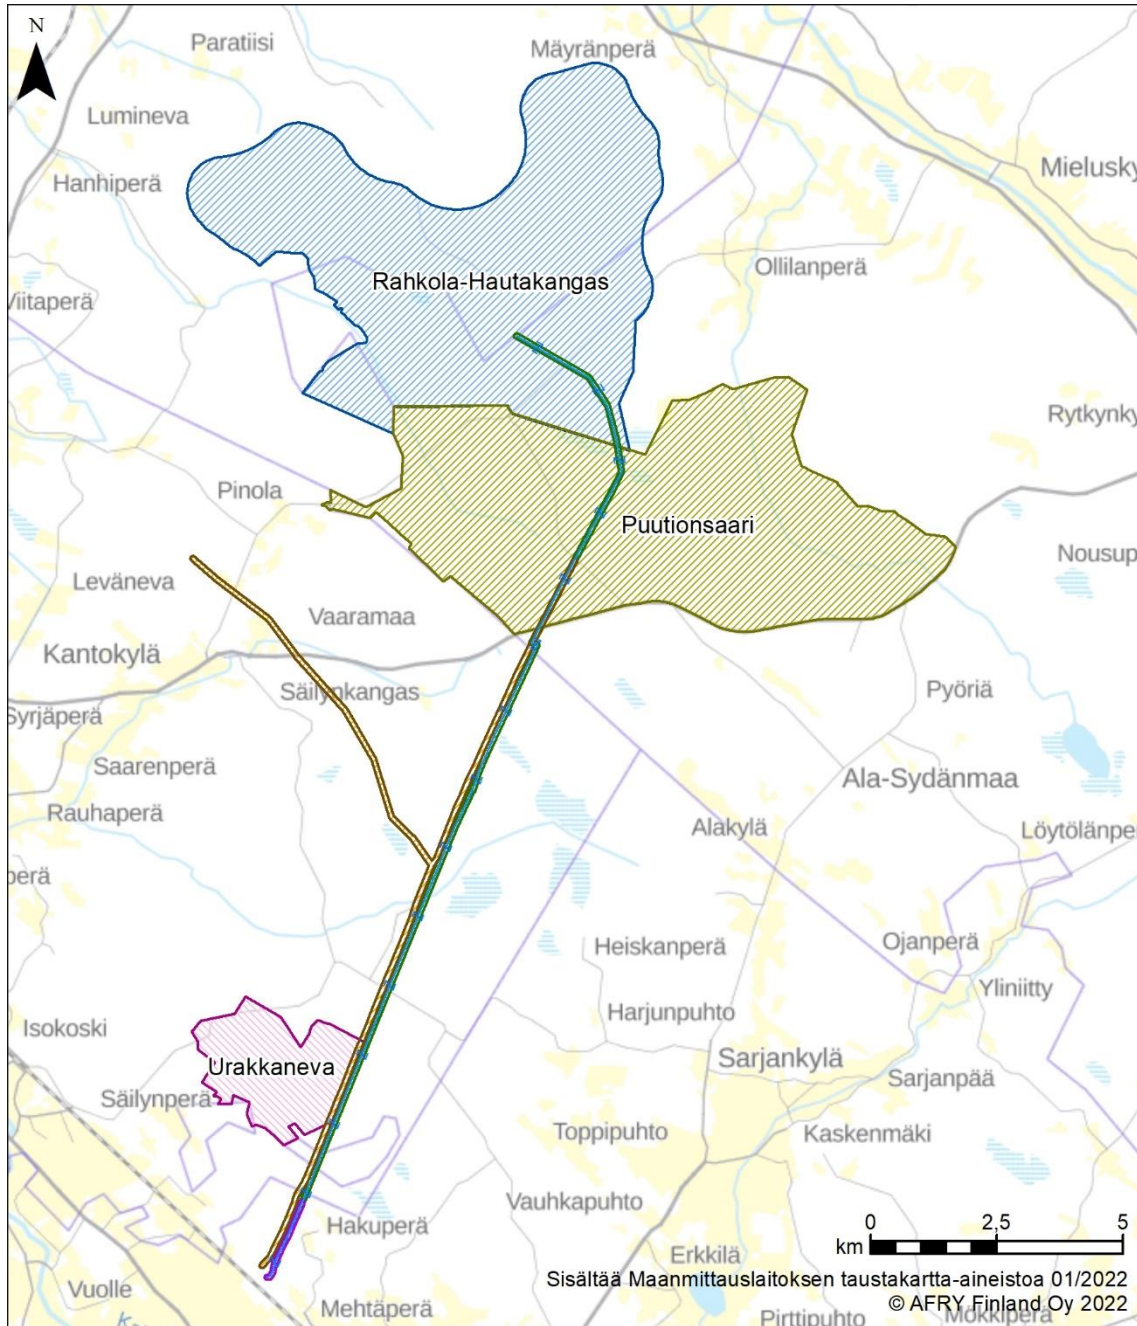 N
Paratiisi
Mäyränperä
Lumineva
Mielusky
Hanhiperä
Ollilanperä
Rahkola-Hautakangas
Viitaperä
Rytkynky
Pinola
Puutionsaari
Nousup
Leväneva
Vaaramaa
Kantokylä
Säilynkangas
Pyöriä
Syrjäperä
Saarenperä
Ala-Sydänmaa
Rauhaperä
Alakylä
Löytölänper
perä
Heiskanperä
Ojanperä
Yliniitty
Harjunpuhto
Isokoski
Sarjankylä
Urakkaneva
Sarjanpää
Säilynperä
Toppipuhto
Kaskenmäki
Vauhkapuhto
Hakuperä
0 2,5 5
km
Erkkilä
Vuolle
Sisältää Maanmittauslaitoksen taustakartta-aineistoa 01/2022
© AFRY Finland Oy 2022
Mehtäperä
Pirttipuhto
Mökkiperä